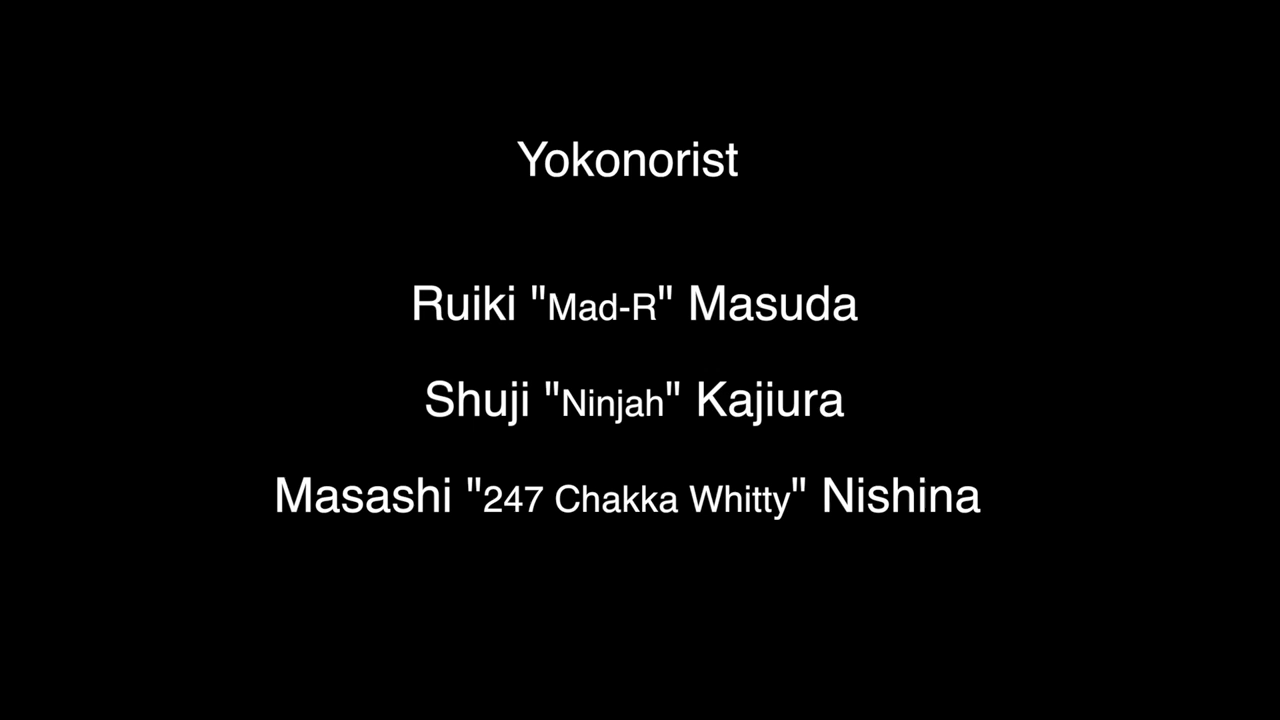 Yokonorist
Ruiki "Mad-R" Masuda
Shuji "Ninjah" Kajiura
Masashi "247 Chakka Whitty" Nishina